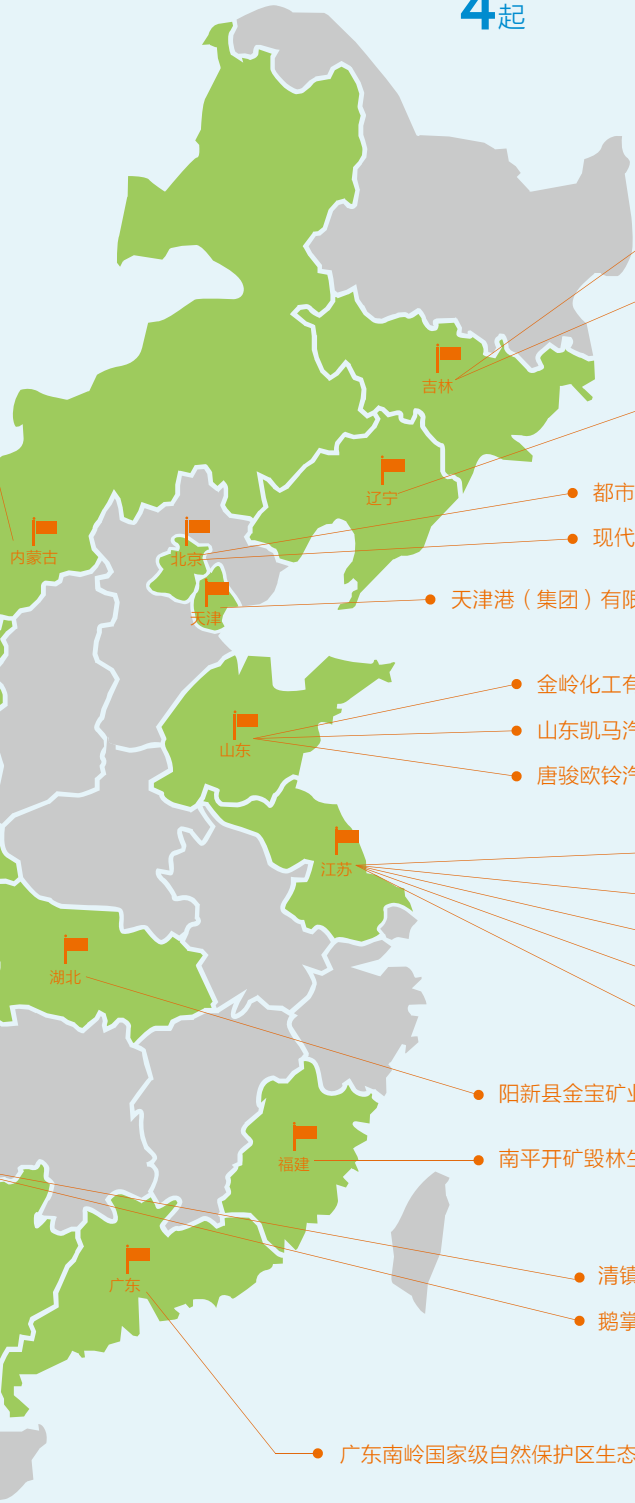 4起
吉林
辽宁
都市
内蒙古
北京
现代
天津港（集团）有限
天津
金岭化工有
山东凯马汽
山东
唐骏欧铃汽
江苏
湖北
阳新县金宝矿业
南平开矿毁林生
福建
清镇
广东
鹅掌
广东南岭国家级自然保护区生态